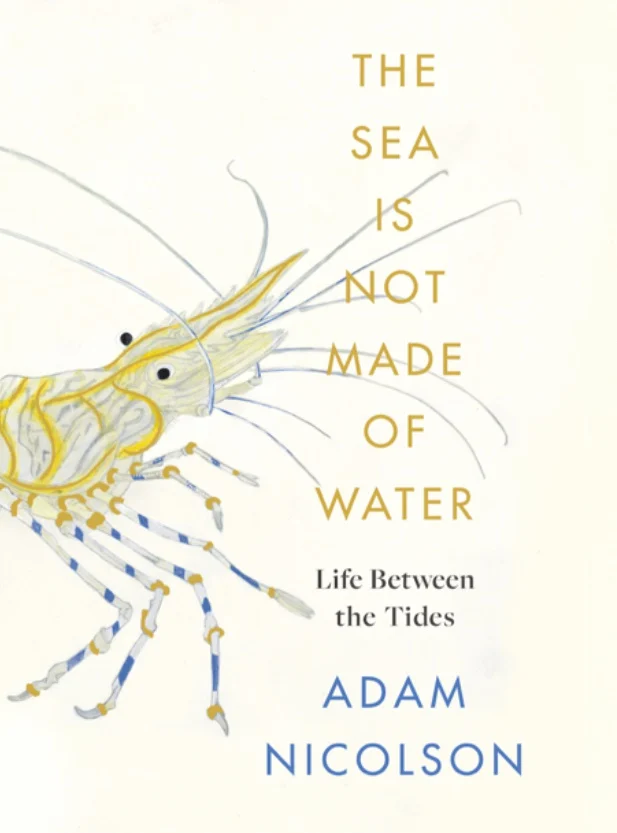 THE
SEA
IS
NOT
MADE
OF
WATER
Life Between
the Tides
ADAM
NICOLSON